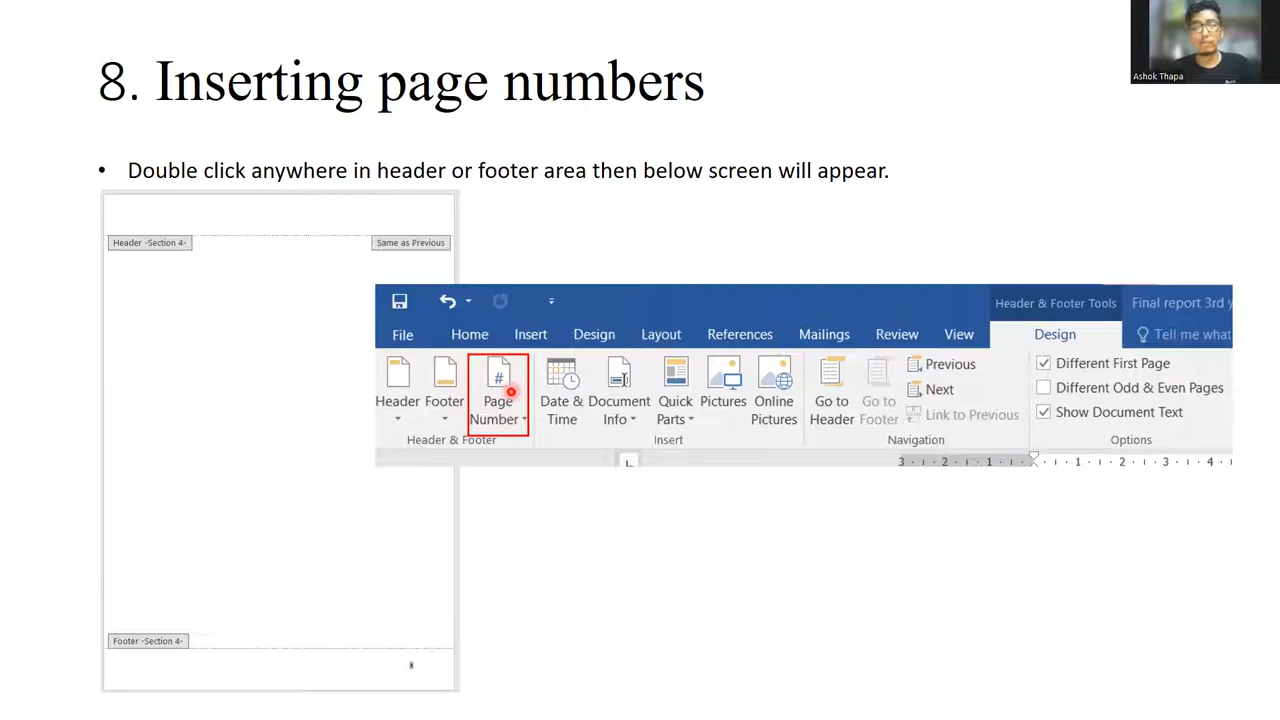 Ashok Thapa
8. Inserting page numbers
• Double click anywhere in header or footer area then below screen will appear.
Header -Section 4-
Same as Previous
Header & Footer Tools
Final report 3rd y
File
Home
Insert
Design
Layout
References
Mailings
Review
View
Design
Tell me what
Header
Footer
#
Page
Number
Date &
Time
Document
Info
Quick
Parts
Pictures
Online
Pictures
Go to
Header
Go to
Footer
Previous
Next
Link to Previous
Different First Page
Different Odd & Even Pages
Show Document Text
Header & Footer
Insert
Navigation
Options
3 · ı · 2 · ı · 1 · ı · · ı · 1 · ı · 2 · ı · 3 · ı · 4 · ı
Footer -Section 4-